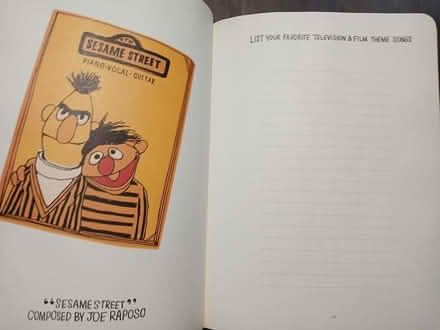 SESAME STREET
PIANO-VOCAL-GUITAR
"SESAME STREET"
COMPOSED BY JOE RAPOSO
LIST YOUR FAVORITE TELEVISION & FILM THEME SONGS